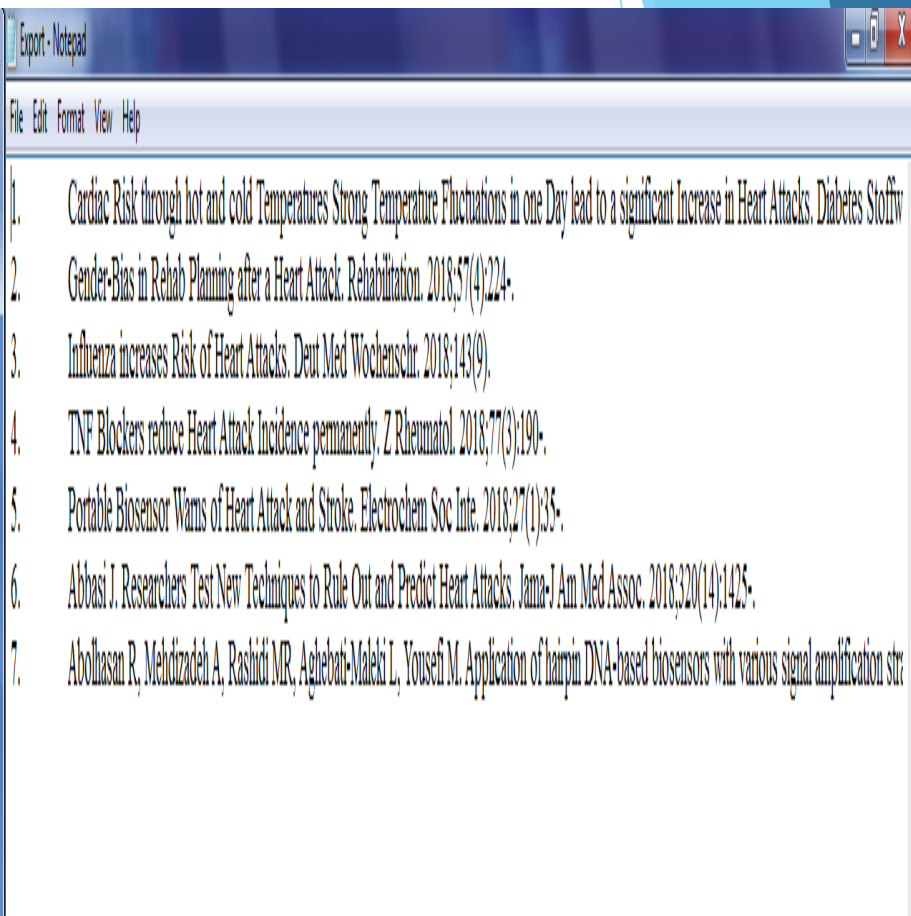 Export - Notepad
File Edit Format View Help
1. Cardiac Risk through hot and cold Temperatures Strong Temperature Fluctuations in one Day lead to a significant Increase in Heart Attacks. Diabetes Stoffw
2. Gender-Bias in Rehab Planning after a Heart Attack. Rehabilitation. 2018;57(4):224-.
3. Influenza increases Risk of Heart Attacks. Deut Med Wochenschr. 2018;143(9).
4. TNF Blockers reduce Heart Attack Incidence permanently. Z Rheumatol. 2018;77(3):190-.
5. Portable Biosensor Warns of Heart Attack and Stroke. Electrochem Soc Inte. 2018;27(1):35-.
6. Abbasi J. Researchers Test New Techniques to Rule Out and Predict Heart Attacks. Jama-J Am Med Assoc. 2018;320(14):1425-.
7. Abolhasan R, Mehdizadeh A, Rashidi MR, Aghebati-Maleki L, Yousefi M. Application of hairpin DNA-based biosensors with various signal amplification stra